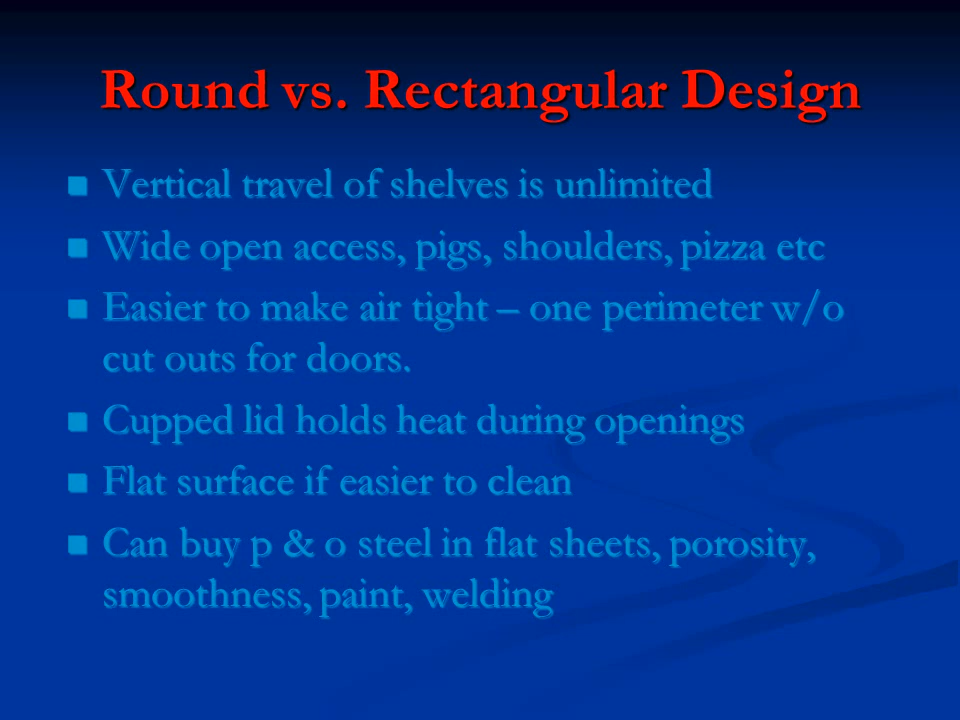 Round vs. Rectangular Design
Vertical travel of shelves is unlimited
Wide open access, pigs, shoulders, pizza etc
Easier to make air tight – one perimeter w/o
cut outs for doors.
Cupped lid holds heat during openings
Flat surface if easier to clean
Can buy p & o steel in flat sheets, porosity,
smoothness, paint, welding